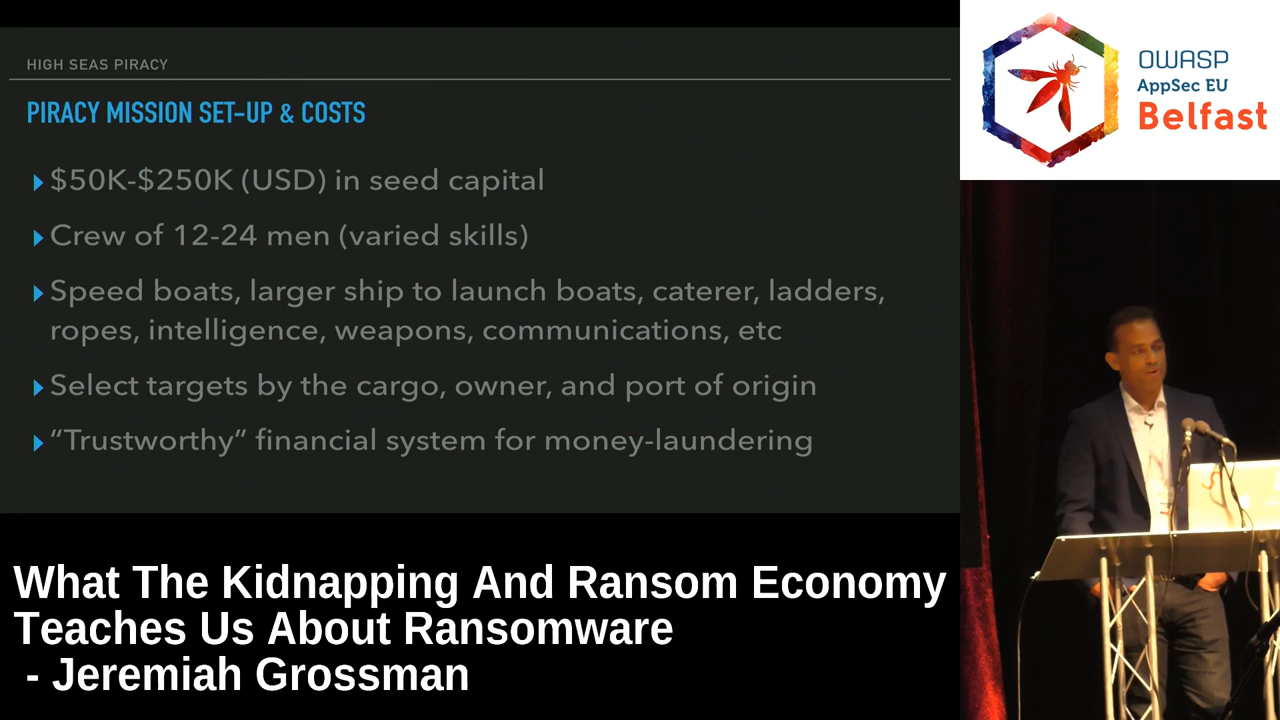 HIGH SEAS PIRACY
PIRACY MISSION SET-UP & COSTS
$50K-$250K (USD) in seed capital
Crew of 12-24 men (varied skills)
Speed boats, larger ship to launch boats, caterer, ladders,
ropes, intelligence, weapons, communications, etc
Select targets by the cargo, owner, and port of origin
“Trustworthy” financial system for money-laundering
OWASP
AppSec EU
Belfast
What The Kidnapping And Ransom Economy
Teaches Us About Ransomware
- Jeremiah Grossman